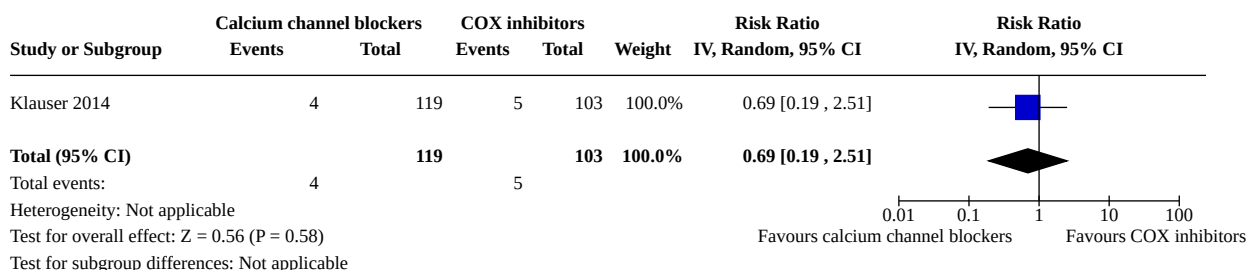 Calcium channel blockers COX inhibitors Risk Ratio Risk Ratio
Study or Subgroup Events Total Events Total Weight IV, Random, 95% CI IV, Random, 95% CI
Klauser 2014 4 119 5 103 100.0% 0.69 [0.19 , 2.51]
Total (95% CI) 119 103 100.0% 0.69 [0.19 , 2.51]
Total events: 4 5
Heterogeneity: Not applicable
0.01 0.1 1 10 100
Test for overall effect: Z = 0.56 (P = 0.58) Favours calcium channel blockers Favours COX inhibitors
Test for subgroup differences: Not applicable